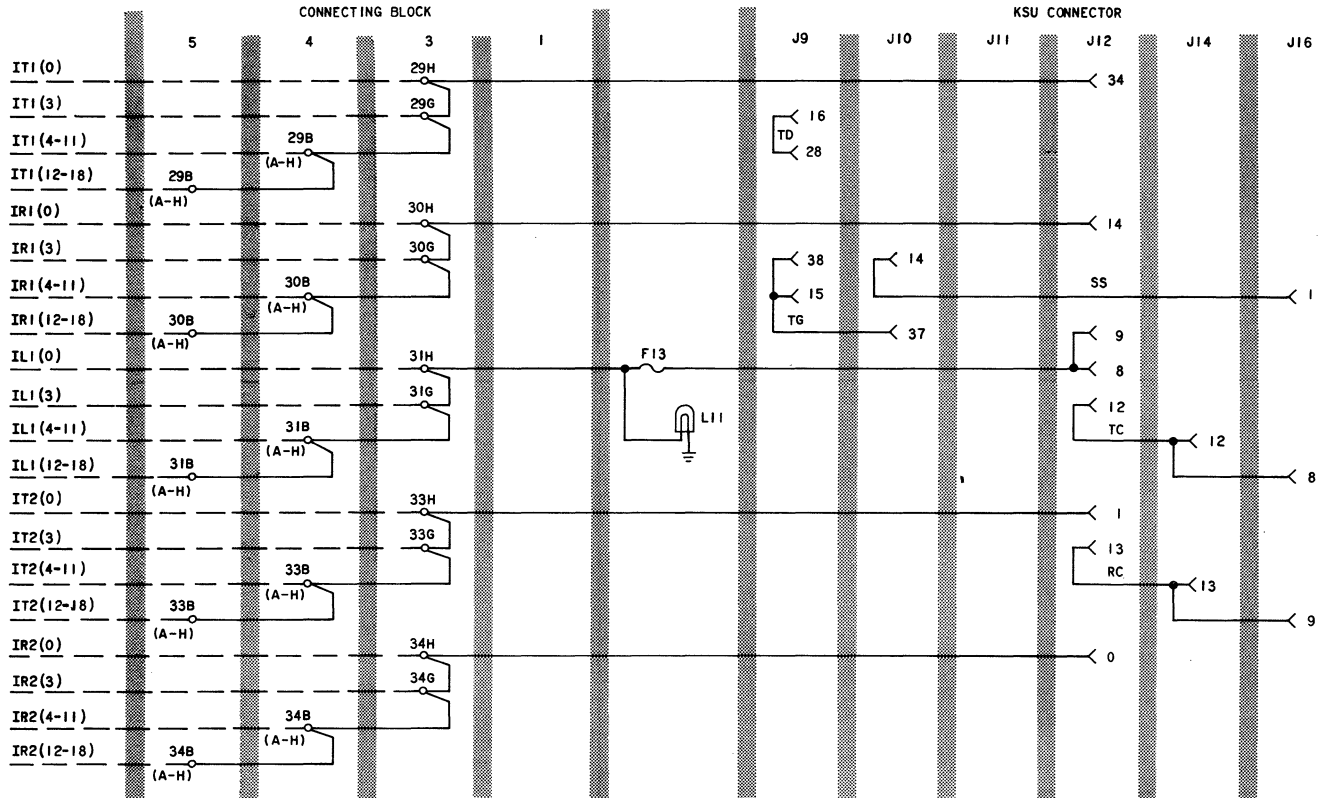 CONNECTING BLOCK KSU CONNECTOR
5 4 3 1 J9 J10 J11 J12 J14 J16
IT1(0) 29H 34
IT1(3) 29G 16
TD
IT1(4-11) 29B 28
(A-H)
IT1(12-18) 29B
(A-H)
IR1(0) 30H 14
IR1(3) 30G 38 14
IR1(4-11) 30B 15 SS 1
(A-H)
IR1(12-18) 30B TG 37 9
(A-H)
IL1(0) 31H F13 8
IL1(3) 31G L11 12
TC
IL1(4-11) 31B 12
(A-H)
IL1(12-18) 31B 8
(A-H)
IT2(0) 33H 1
IT2(3) 33G 13
RC
IT2(4-11) 33B 13
(A-H)
IT2(12-18) 33B 9
(A-H)
IR2(0) 34H 0
IR2(3) 34G
IR2(4-11) 34B
(A-H)
IR2(12-18) 34B
(A-H)